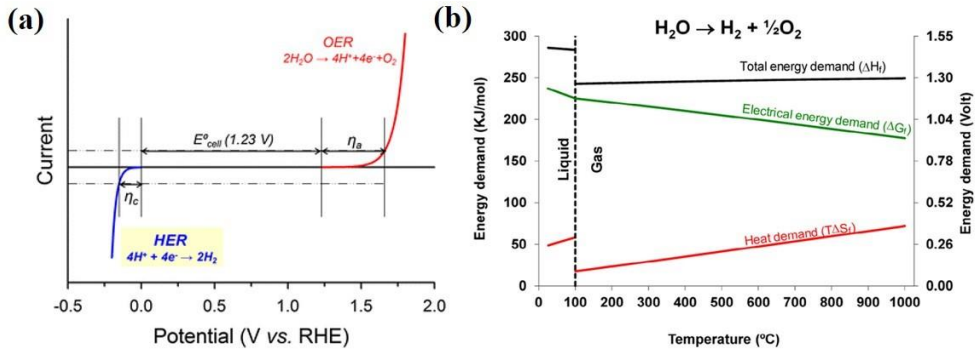 (a)
OER
2H₂O → 4H⁺+4e⁻+O₂
E⁰cell (1.23 V)
ηa
ηc
HER
4H⁺ + 4e⁻ → 2H₂
Current
-0.5 0.0 0.5 1.0 1.5 2.0
Potential (V vs. RHE)
(b)
H₂O → H₂ + ½O₂
Total energy demand (ΔHf)
Electrical energy demand (ΔGf)
Heat demand (TΔSf)
Liquid
Gas
Energy demand (KJ/mol)
300
250
200
150
100
50
0
Energy demand (Volt)
1.55
1.30
1.04
0.78
0.52
0.26
0.00
0 100 200 300 400 500 600 700 800 900 1000
Temperature (ºC)